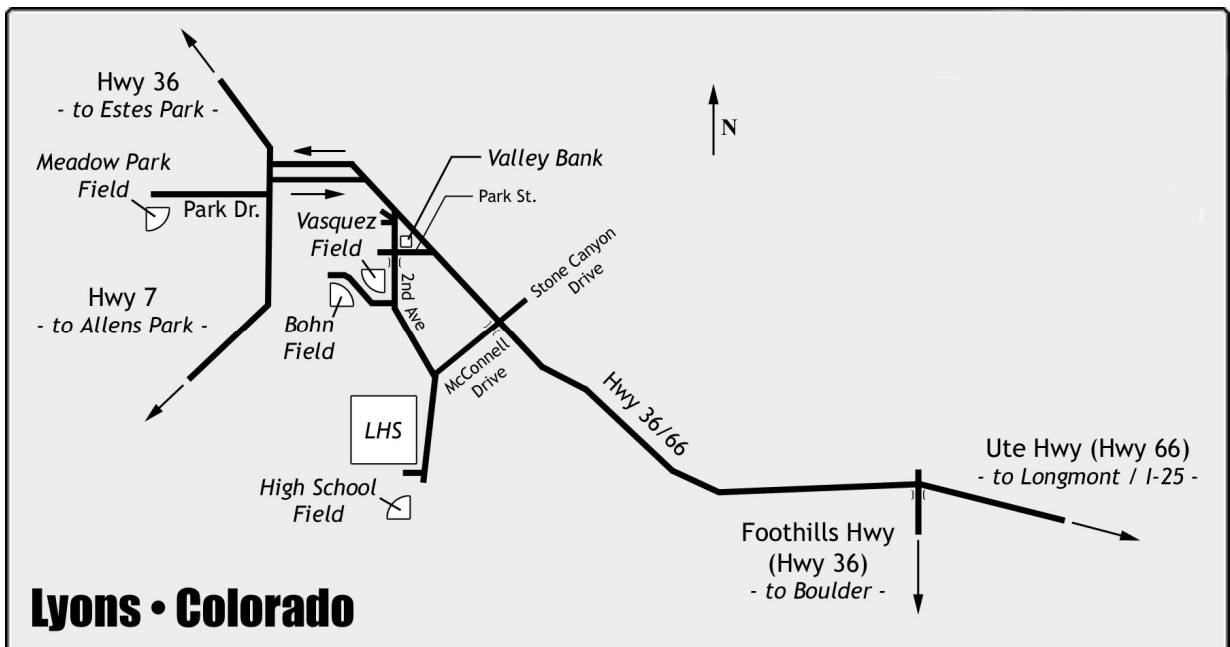 Hwy 36
- to Estes Park -
N
Meadow Park
Field
Park Dr.
Valley Bank
Park St.
Vasquez
Field
Stone Canyon
Drive
2nd Ave
Hwy 7
- to Allens Park -
Bohn
Field
McConnell
Drive
Hwy 36/66
LHS
High School
Field
Ute Hwy (Hwy 66)
- to Longmont / I-25 -
Foothills Hwy
(Hwy 36)
- to Boulder -
Lyons • Colorado